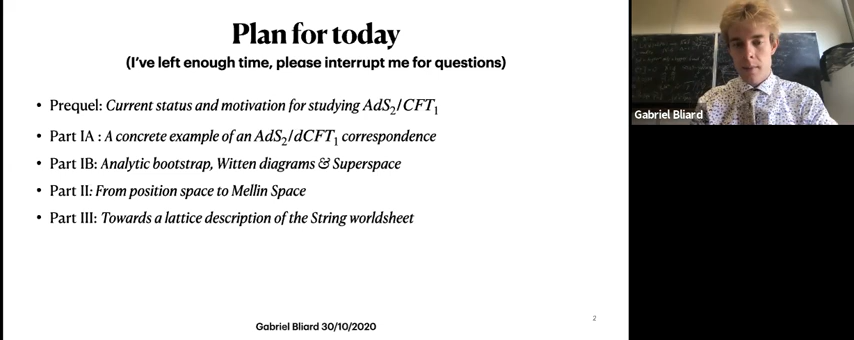 Plan for today
(I've left enough time, please interrupt me for questions)
• Prequel: Current status and motivation for studying AdS₂/CFT₁
• Part IA : A concrete example of an AdS₂/dCFT₁ correspondence
• Part IB: Analytic bootstrap, Witten diagrams & Superspace
• Part II: From position space to Mellin Space
• Part III: Towards a lattice description of the String worldsheet
Gabriel Bliard 30/10/2020
2
Gabriel Bliard